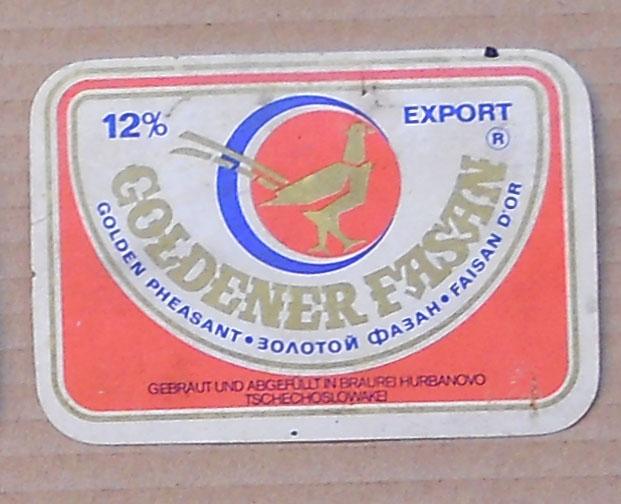 12%
EXPORT
®
GOLDENER FASAN
GOLDEN PHEASANT • ЗОЛОТОЙ ФАЗАН • FAISAN D'OR
GEBRAUT UND ABGEFÜLLT IN BRAUREI HURBANOVO
TSCHECHOSLOWAKEI